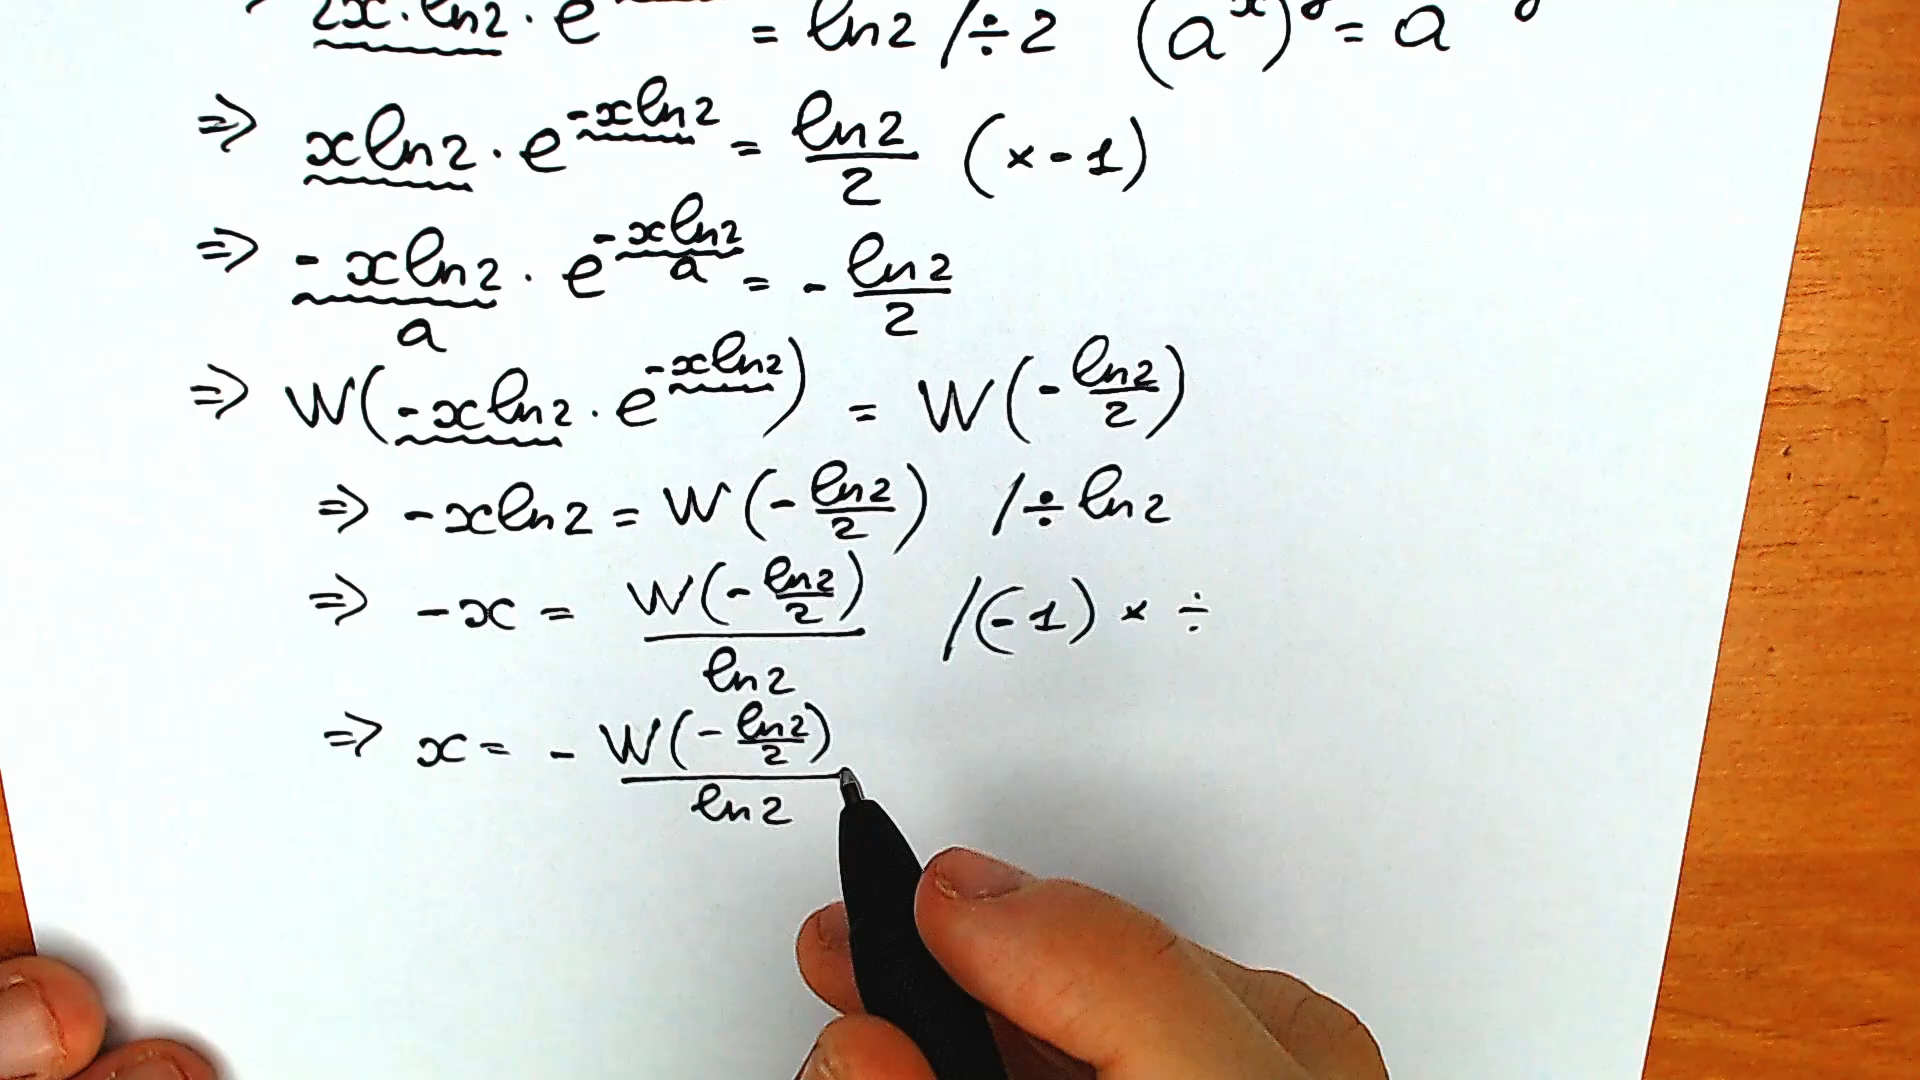 2x·ln2·e = ln2 /÷2 (a^x)^y = a^y
⇒ xln2·e^(-xln2) = ln2/2 (×-1)
⇒ -xln2·e^(-xln2) = -ln2/2
a a
⇒ W(-xln2·e^(-xln2)) = W(-ln2/2)
⇒ -xln2 = W(-ln2/2) /÷ln2
⇒ -x = W(-ln2/2)/ln2 /(-1) × ÷
⇒ x = -W(-ln2/2)/ln2